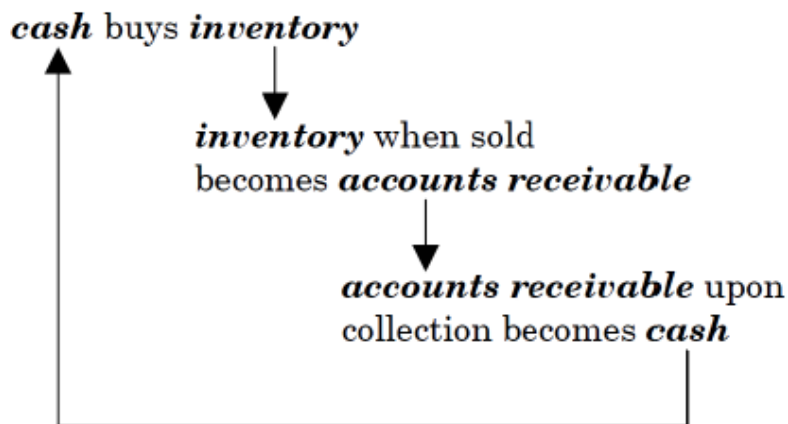 cash buys inventory
inventory when sold
becomes accounts receivable
accounts receivable upon
collection becomes cash